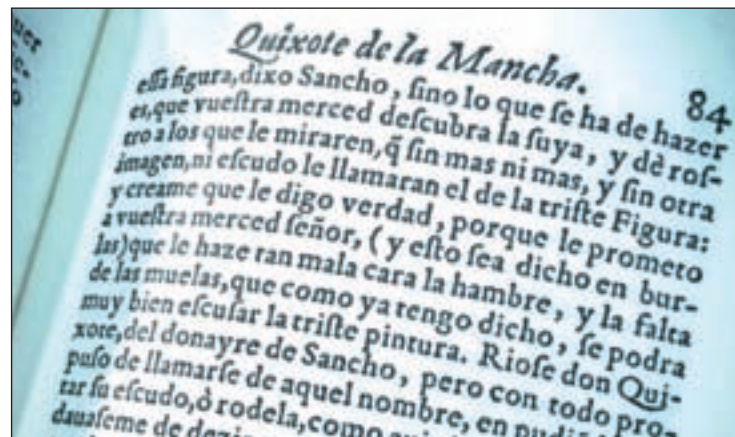 Quixote de la Mancha.
84
eſſa figura, dixo Sancho, ſino lo que ſe ha de hazer
es, que vueſtra merced deſcubra la ſuya, y dè roſ-
tro a los que le miraren, q̃ ſin mas ni mas, y ſin otra
imagen, ni eſcudo le llamaran el de la triſte Figura:
y creame que le digo verdad, porque le prometo
a vueſtra merced ſeñor, (y eſto ſea dicho en bur-
las) que le haze tan mala cara la hambre, y la falta
de las muelas, que como ya tengo dicho, ſe podra
muy bien eſcuſar la triſte pintura. Rioſe don Qui-
xote, del donayre de Sancho, pero con todo pro-
puſo de llamarſe de aquel nombre, en
tar ſu eſcudo, ò rodela, como